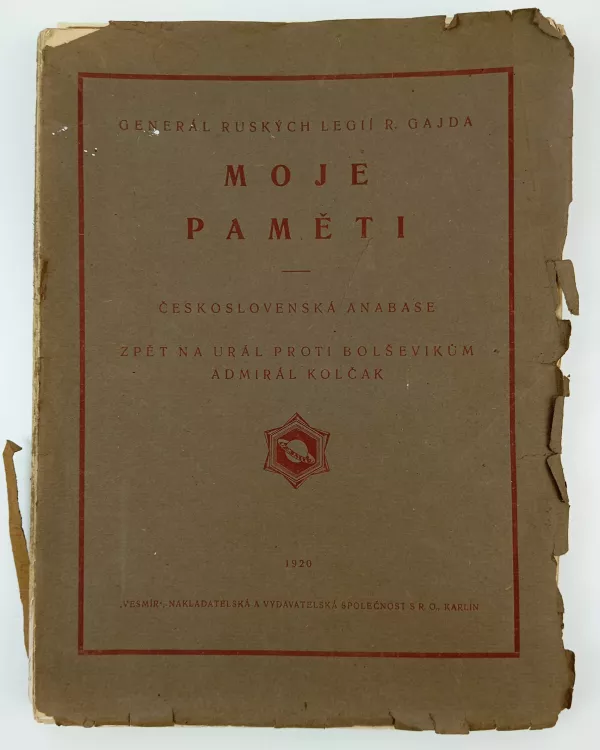 GENERÁL RUSKÝCH LEGIÍ R. GAJDA
MOJE
PAMĚTI
ČESKOSLOVENSKÁ ANABASE
ZPĚT NA URÁL PROTI BOLŠEVIKŮM
ADMIRÁL KOLČAK
1920
„VESMÍR“, NAKLADATELSKÁ A VYDAVATELSKÁ SPOLEČNOST S R. O., KARLÍN